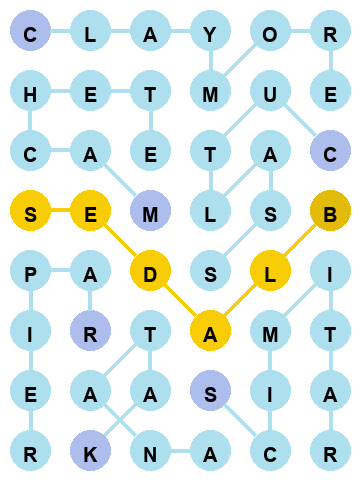 C L A Y O R
H E T M U E
C A E T A C
S E M L S B
P A D S L I
I R T A M T
E A A S I A
R K N A C R